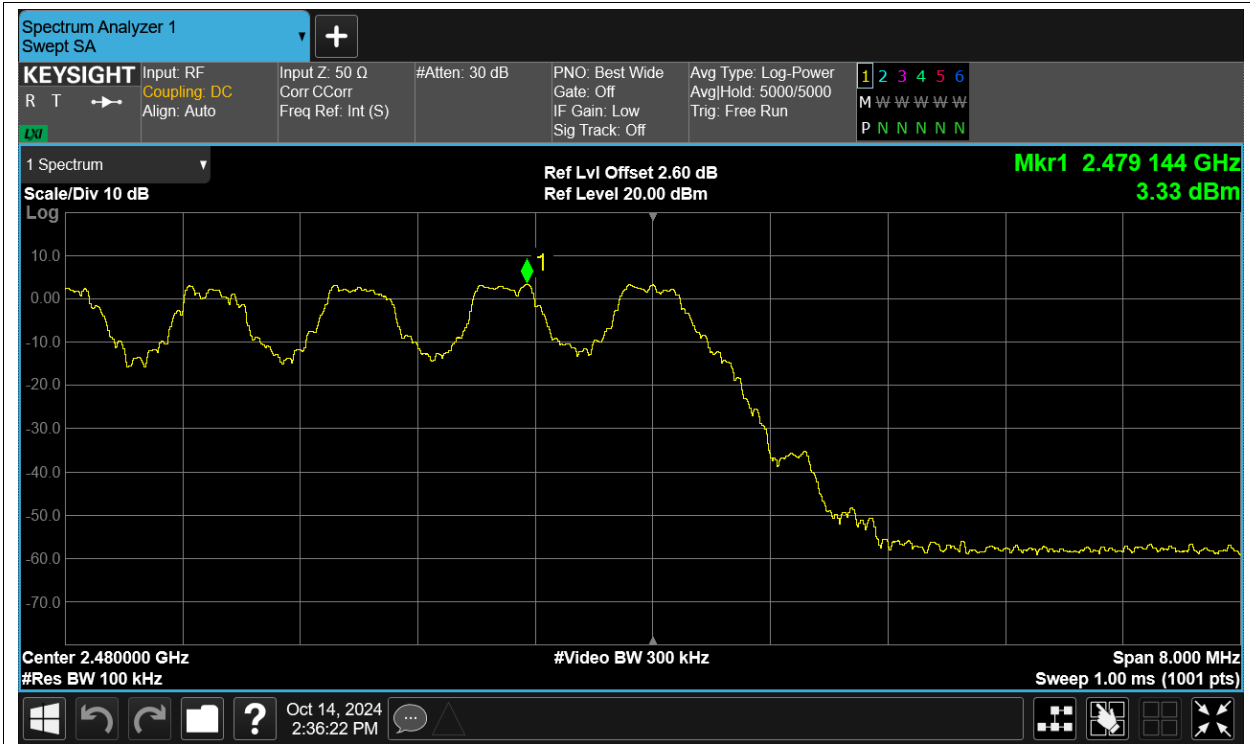 Spectrum Analyzer 1
Swept SA
KEYSIGHT
R T
LXI
Input: RF
Coupling: DC
Align: Auto
Input Z: 50 Ω
Corr CCorr
Freq Ref: Int (S)
#Atten: 30 dB
PNO: Best Wide
Gate: Off
IF Gain: Low
Sig Track: Off
Avg Type: Log-Power
Avg|Hold: 5000/5000
Trig: Free Run
1 2 3 4 5 6
M W W W W W
P N N N N N
1 Spectrum
Scale/Div 10 dB
Log
Ref Lvl Offset 2.60 dB
Ref Level 20.00 dBm
Mkr1 2.479 144 GHz
3.33 dBm
1
10.0
0.00
-10.0
-20.0
-30.0
-40.0
-50.0
-60.0
-70.0
Center 2.480000 GHz
#Res BW 100 kHz
#Video BW 300 kHz
Span 8.000 MHz
Sweep 1.00 ms (1001 pts)
?
Oct 14, 2024
2:36:22 PM